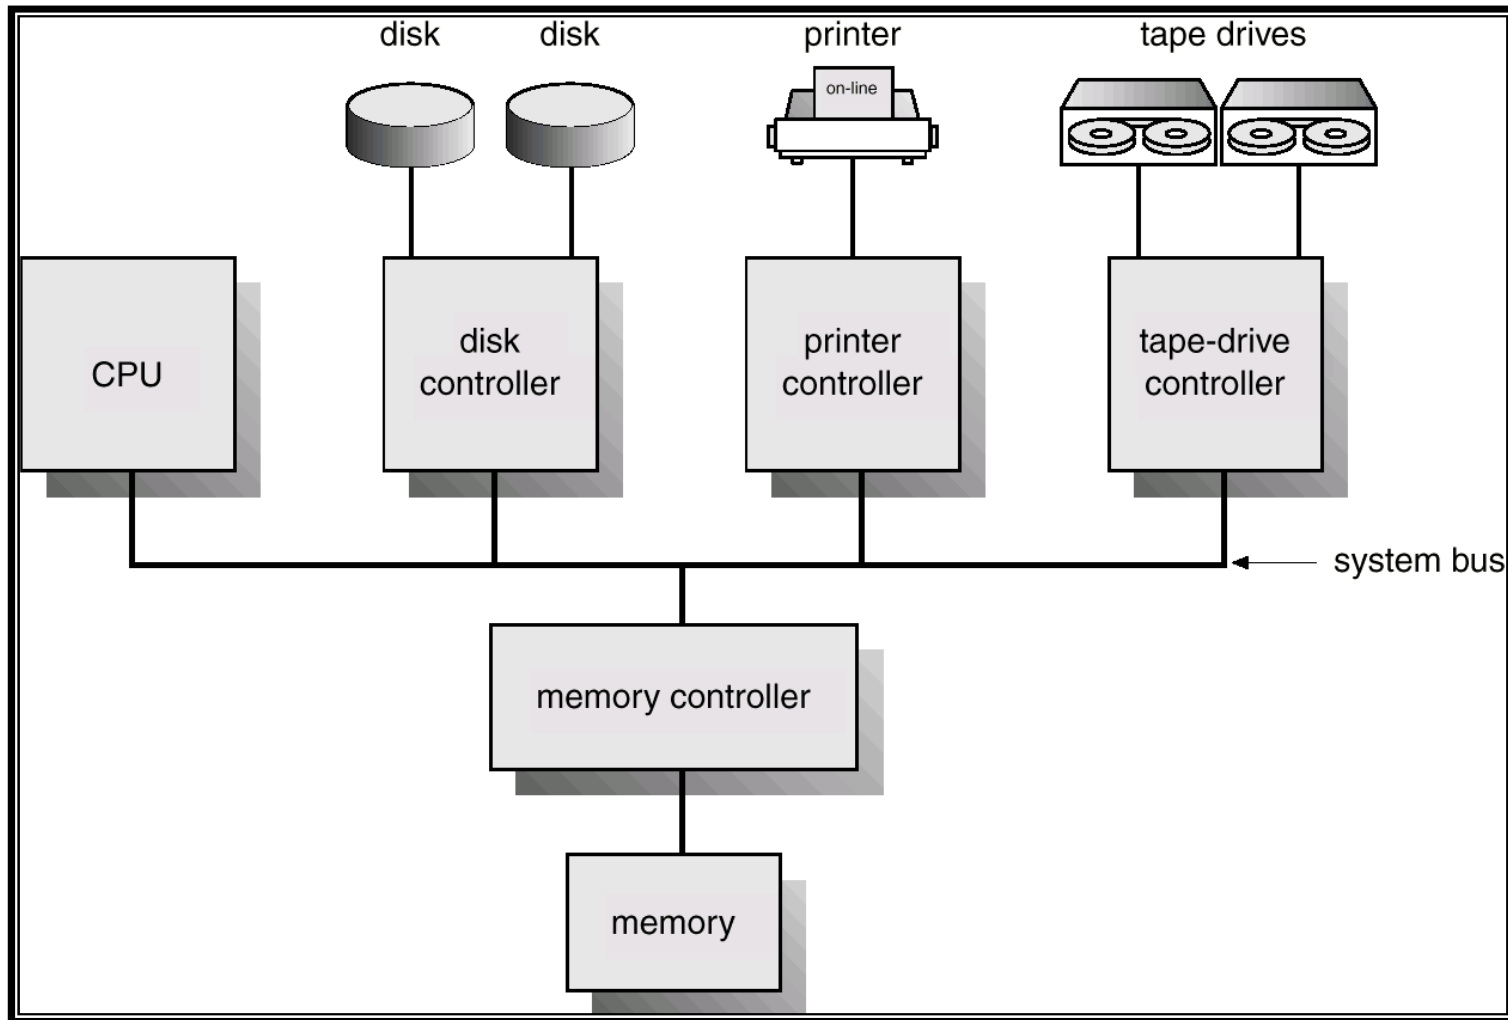 disk
disk
printer
tape drives
on-line
CPU
disk
controller
printer
controller
tape-drive
controller
system bus
memory controller
memory